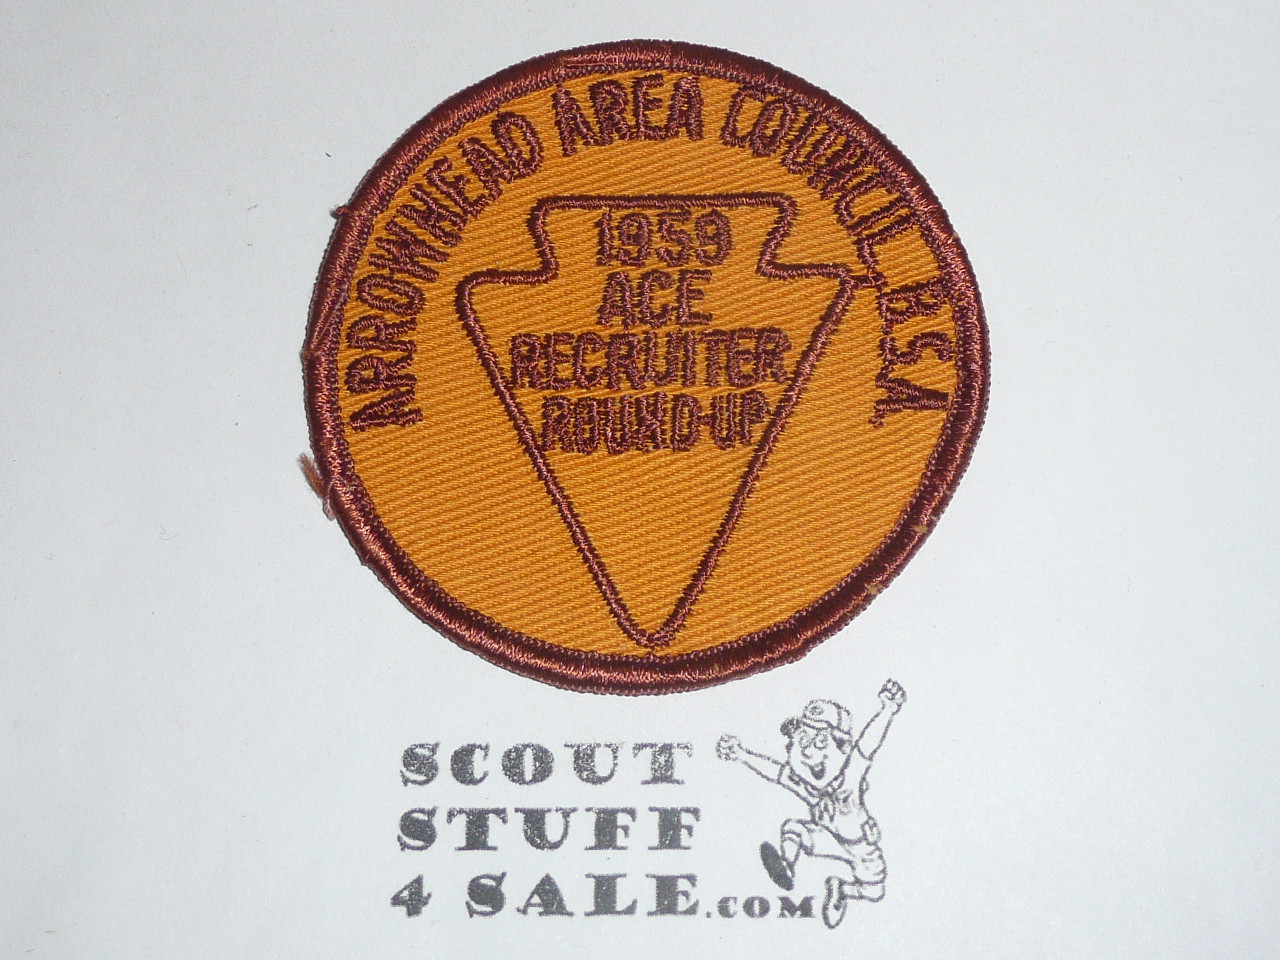 ARROWHEAD AREA COUNCIL B.S.A.
1959
ACE
RECRUITER
ROUND-UP
SCOUT
STUFF
4 SALE.COM